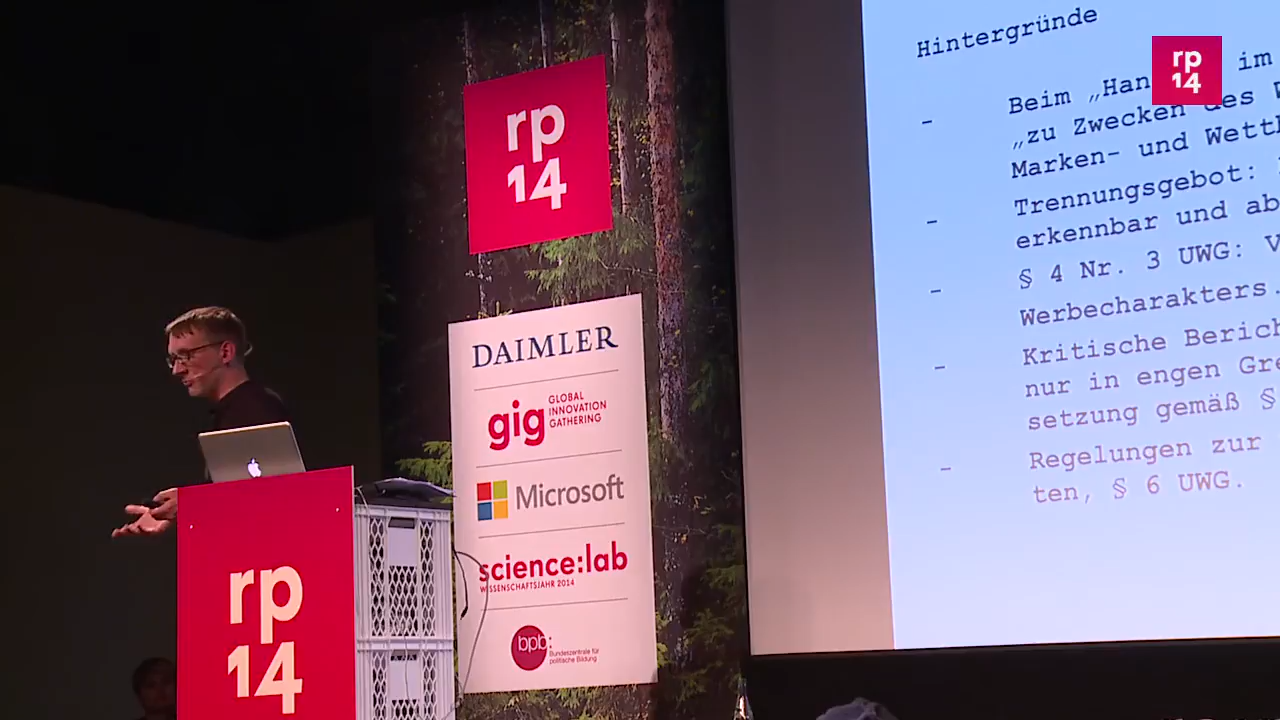 rp
14
DAIMLER
gig GLOBAL
INNOVATION
GATHERING
Microsoft
science:lab
WISSENSCHAFTSJAHR 2014
bpb:
Bundeszentrale für
politische Bildung
rp
14
Hintergründe
- Beim „Han im
„zu Zwecken des
Marken- und Wett
- Trennungsgebot:
erkennbar und ab
- § 4 Nr. 3 UWG: V
Werbecharakters.
- Kritische Berich
nur in engen Gre
setzung gemäß §
- Regelungen zur
ten, § 6 UWG.
rp
14